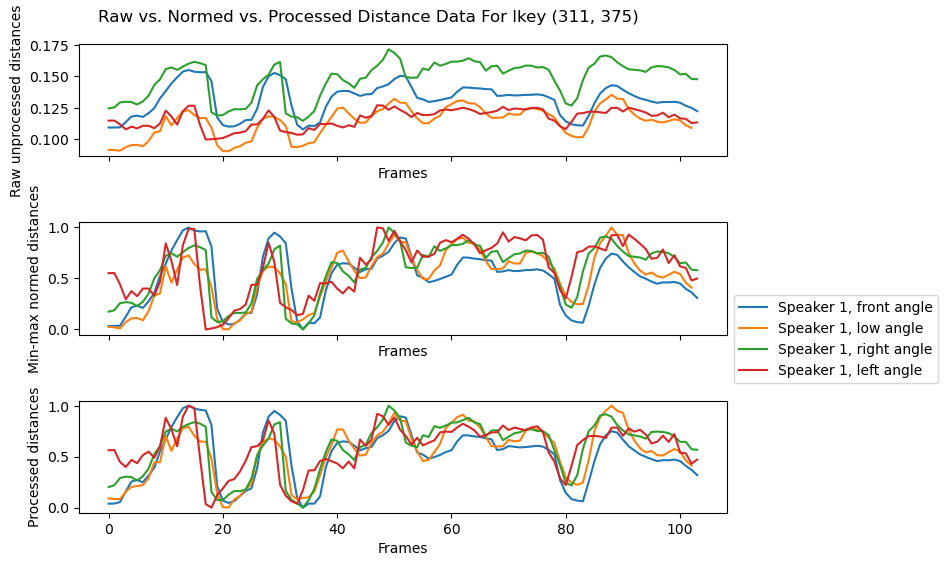 Raw vs. Normed vs. Processed Distance Data For Ikey (311, 375)
Raw unprocessed distances
0.175
0.150
0.125
0.100
Frames
Min-max normed distances
1.0
0.5
0.0
Frames
Speaker 1, front angle
Speaker 1, low angle
Speaker 1, right angle
Speaker 1, left angle
Processed distances
1.0
0.5
0.0
0 20 40 60 80 100
Frames